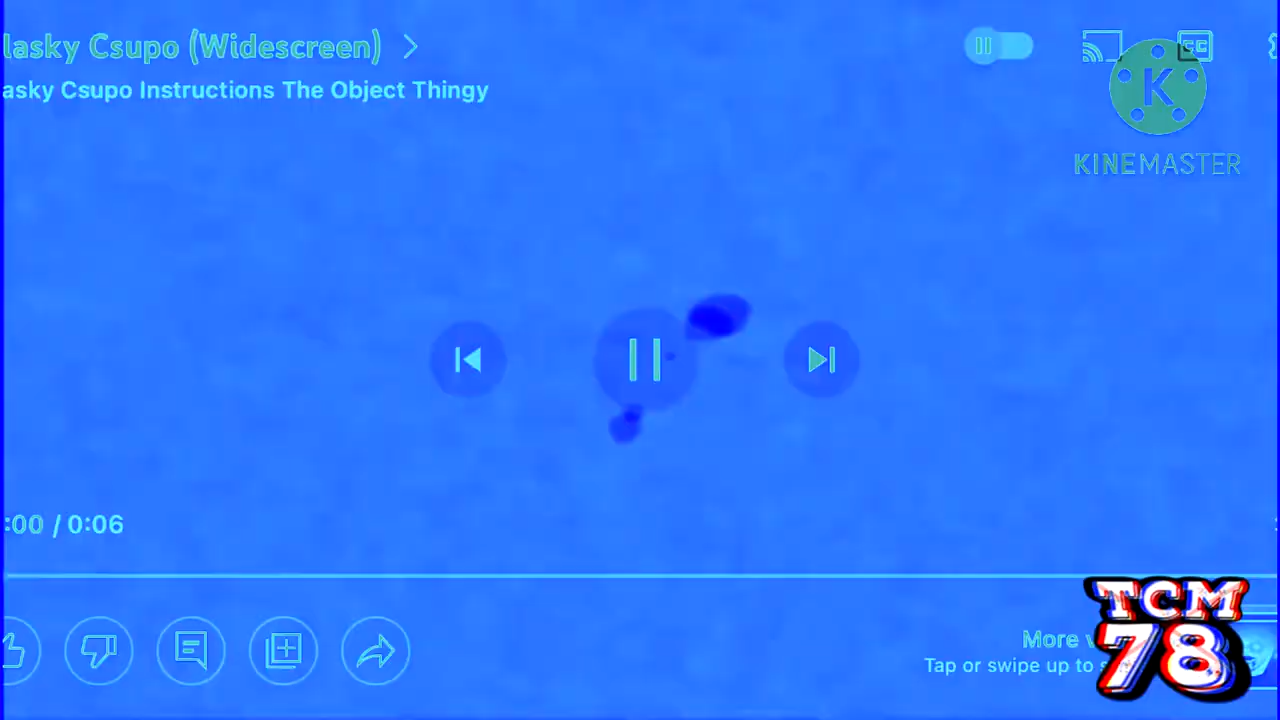 lasky Csupo (Widescreen)
asky Csupo Instructions The Object Thingy
CC
K
KINEMASTER
:00 / 0:06
More
Tap or swipe up to
TCM
78